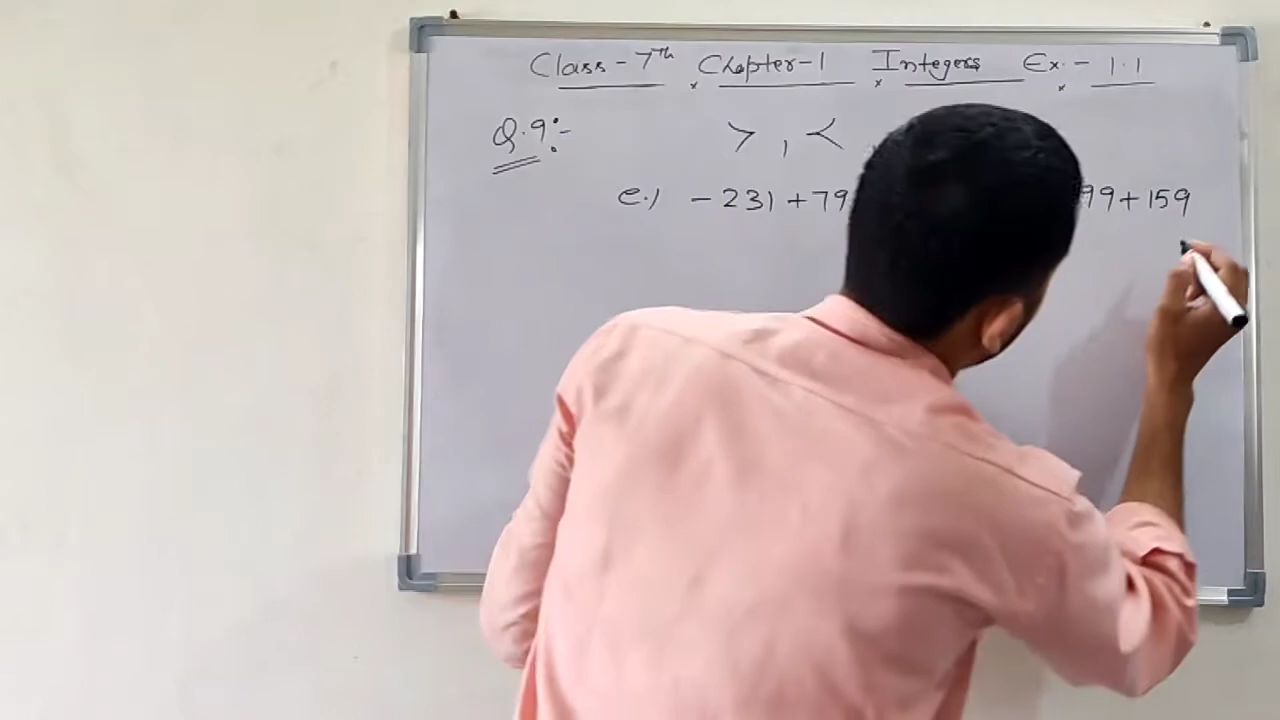 Class - 7th Chapter-1 Integers Ex. - 1.1
Q.9:-
> , <
e.) -231+79 99+159